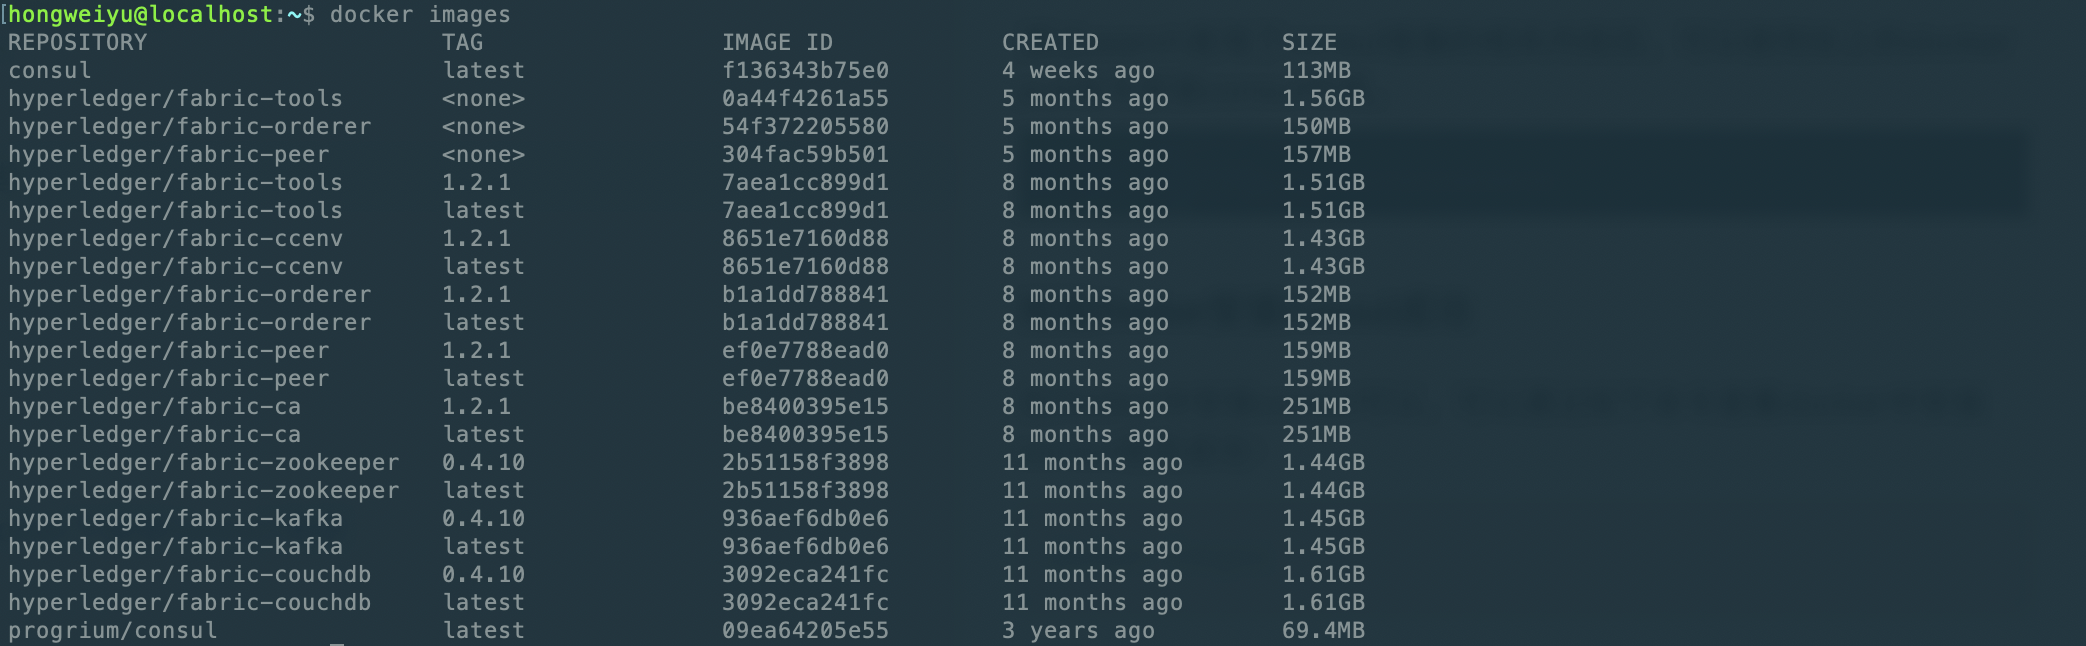 [hongweiyu@localhost:~$ docker images
REPOSITORY TAG IMAGE ID CREATED SIZE
consul latest f136343b75e0 4 weeks ago 113MB
hyperledger/fabric-tools <none> 0a44f4261a55 5 months ago 1.56GB
hyperledger/fabric-orderer <none> 54f372205580 5 months ago 150MB
hyperledger/fabric-peer <none> 304fac59b501 5 months ago 157MB
hyperledger/fabric-tools 1.2.1 7aea1cc899d1 8 months ago 1.51GB
hyperledger/fabric-tools latest 7aea1cc899d1 8 months ago 1.51GB
hyperledger/fabric-ccenv 1.2.1 8651e7160d88 8 months ago 1.43GB
hyperledger/fabric-ccenv latest 8651e7160d88 8 months ago 1.43GB
hyperledger/fabric-orderer 1.2.1 b1a1dd788841 8 months ago 152MB
hyperledger/fabric-orderer latest b1a1dd788841 8 months ago 152MB
hyperledger/fabric-peer 1.2.1 ef0e7788ead0 8 months ago 159MB
hyperledger/fabric-peer latest ef0e7788ead0 8 months ago 159MB
hyperledger/fabric-ca 1.2.1 be8400395e15 8 months ago 251MB
hyperledger/fabric-ca latest be8400395e15 8 months ago 251MB
hyperledger/fabric-zookeeper 0.4.10 2b51158f3898 11 months ago 1.44GB
hyperledger/fabric-zookeeper latest 2b51158f3898 11 months ago 1.44GB
hyperledger/fabric-kafka 0.4.10 936aef6db0e6 11 months ago 1.45GB
hyperledger/fabric-kafka latest 936aef6db0e6 11 months ago 1.45GB
hyperledger/fabric-couchdb 0.4.10 3092eca241fc 11 months ago 1.61GB
hyperledger/fabric-couchdb latest 3092eca241fc 11 months ago 1.61GB
progrium/consul latest 09ea64205e55 3 years ago 69.4MB